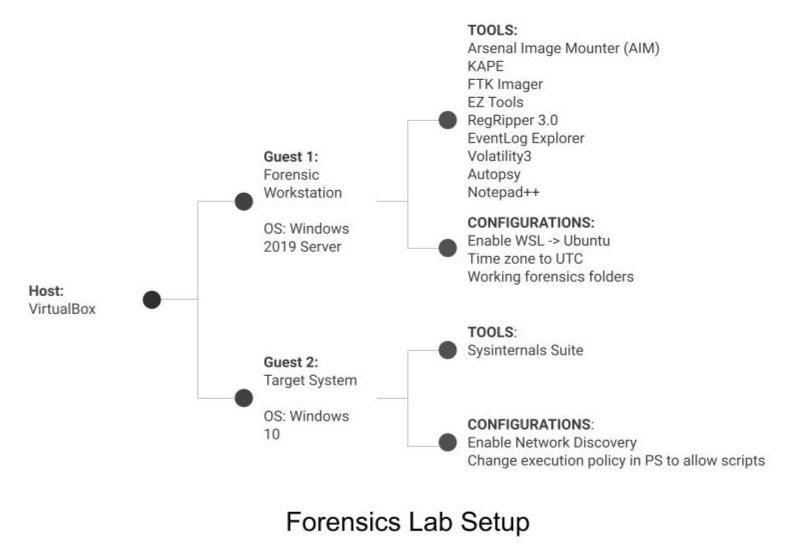 Host:
VirtualBox
Guest 1:
Forensic
Workstation
OS: Windows
2019 Server
TOOLS:
Arsenal Image Mounter (AIM)
KAPE
FTK Imager
EZ Tools
RegRipper 3.0
EventLog Explorer
Volatility3
Autopsy
Notepad++
CONFIGURATIONS:
Enable WSL -> Ubuntu
Time zone to UTC
Working forensics folders
Guest 2:
Target System
OS: Windows
10
TOOLS:
Sysinternals Suite
CONFIGURATIONS:
Enable Network Discovery
Change execution policy in PS to allow scripts
Forensics Lab Setup